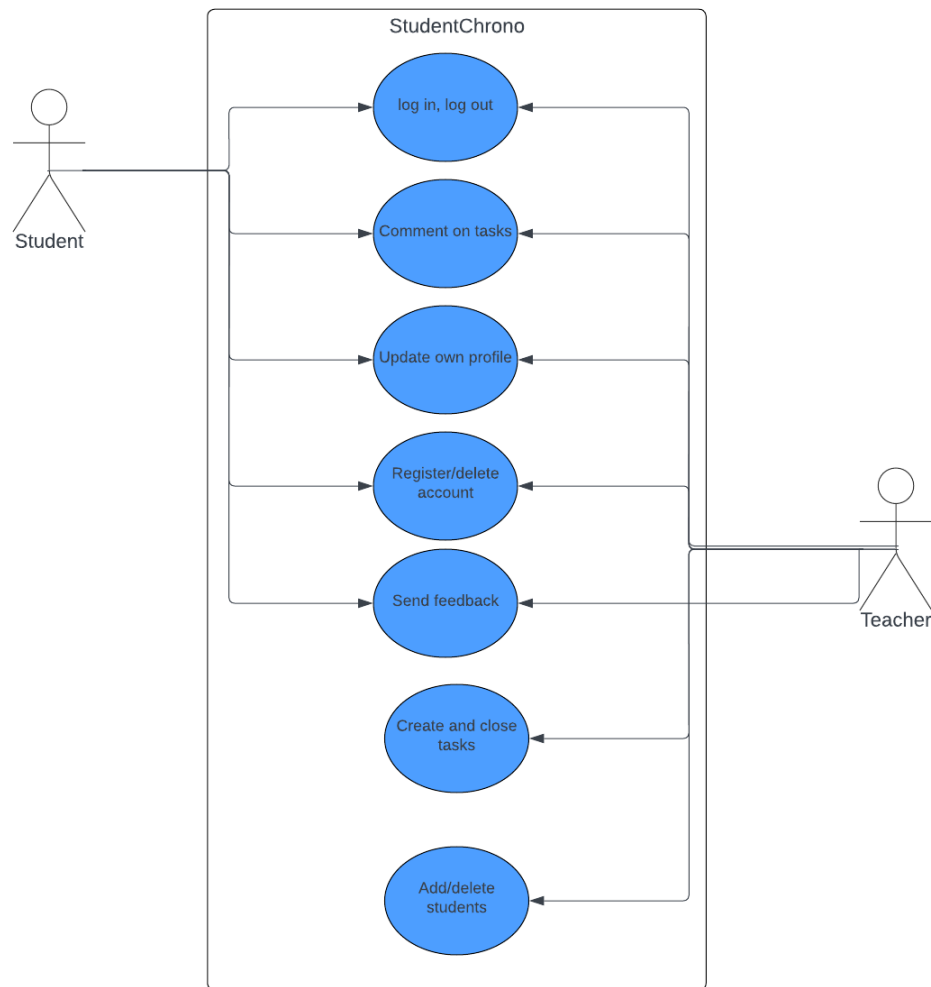 StudentChrono
log in, log out
Comment on tasks
Student
Update own profile
Register/delete
account
Send feedback
Teacher
Create and close
tasks
Add/delete
students